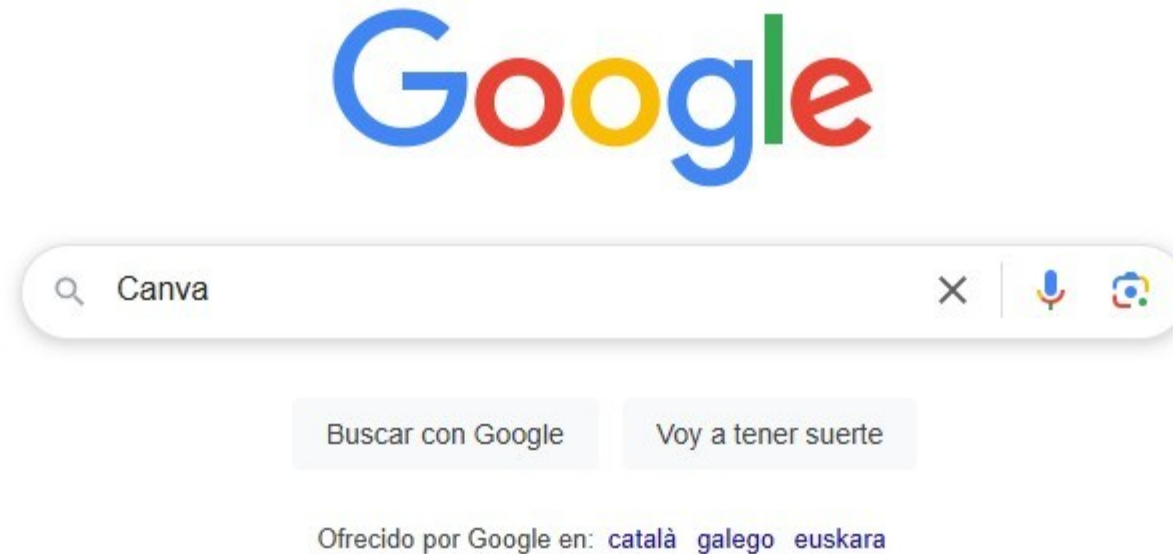 Google
Canva
Buscar con Google Voy a tener suerte
Ofrecido por Google en: català galego euskara